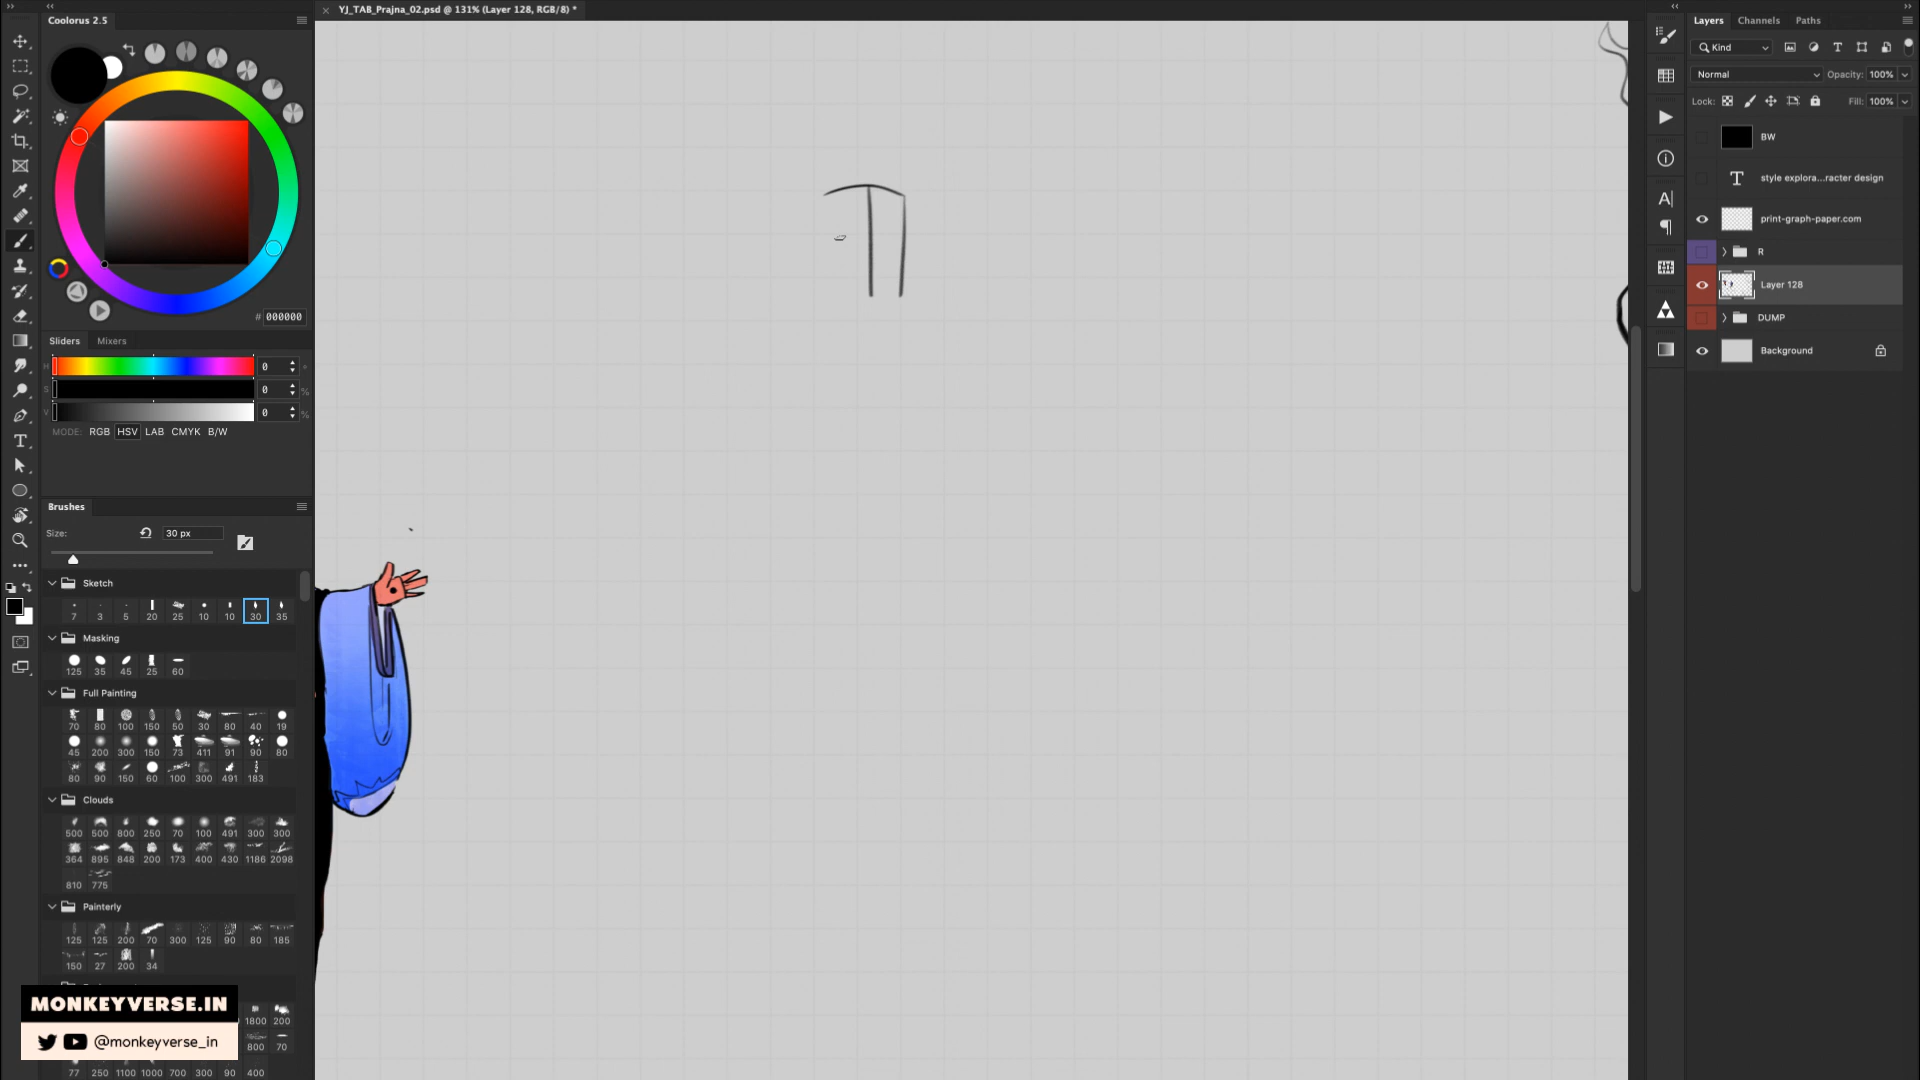 Coolorus 2.5
YJ_TAB_Prajna_02.psd @ 131% (Layer 128, RGB/8) *
# 000000
Sliders Mixers
H 0 °
S 0 %
V 0 %
MODE: RGB HSV LAB CMYK B/W
Brushes
Size: 30 px
Sketch
7 3 5 20 25 10 10 30 35
Masking
125 35 45 25 60
Full Painting
70 80 100 150 50 30 80 40 19
45 200 300 150 73 411 91 90 80
80 90 150 60 100 300 491 183
Clouds
500 500 800 250 70 100 491 300 300
364 895 848 200 173 400 430 1186 2098
810 775
Painterly
125 125 200 70 300 125 90 80 185
150 27 200 34
1800 200
800 70
77 250 1100 1000 700 300 90 400
MONKEYVERSE.IN
@monkeyverse_in
Layers Channels Paths
Kind
Normal Opacity: 100%
Lock: Fill: 100%
BW
style explora...racter design
print-graph-paper.com
R
Layer 128
DUMP
Background